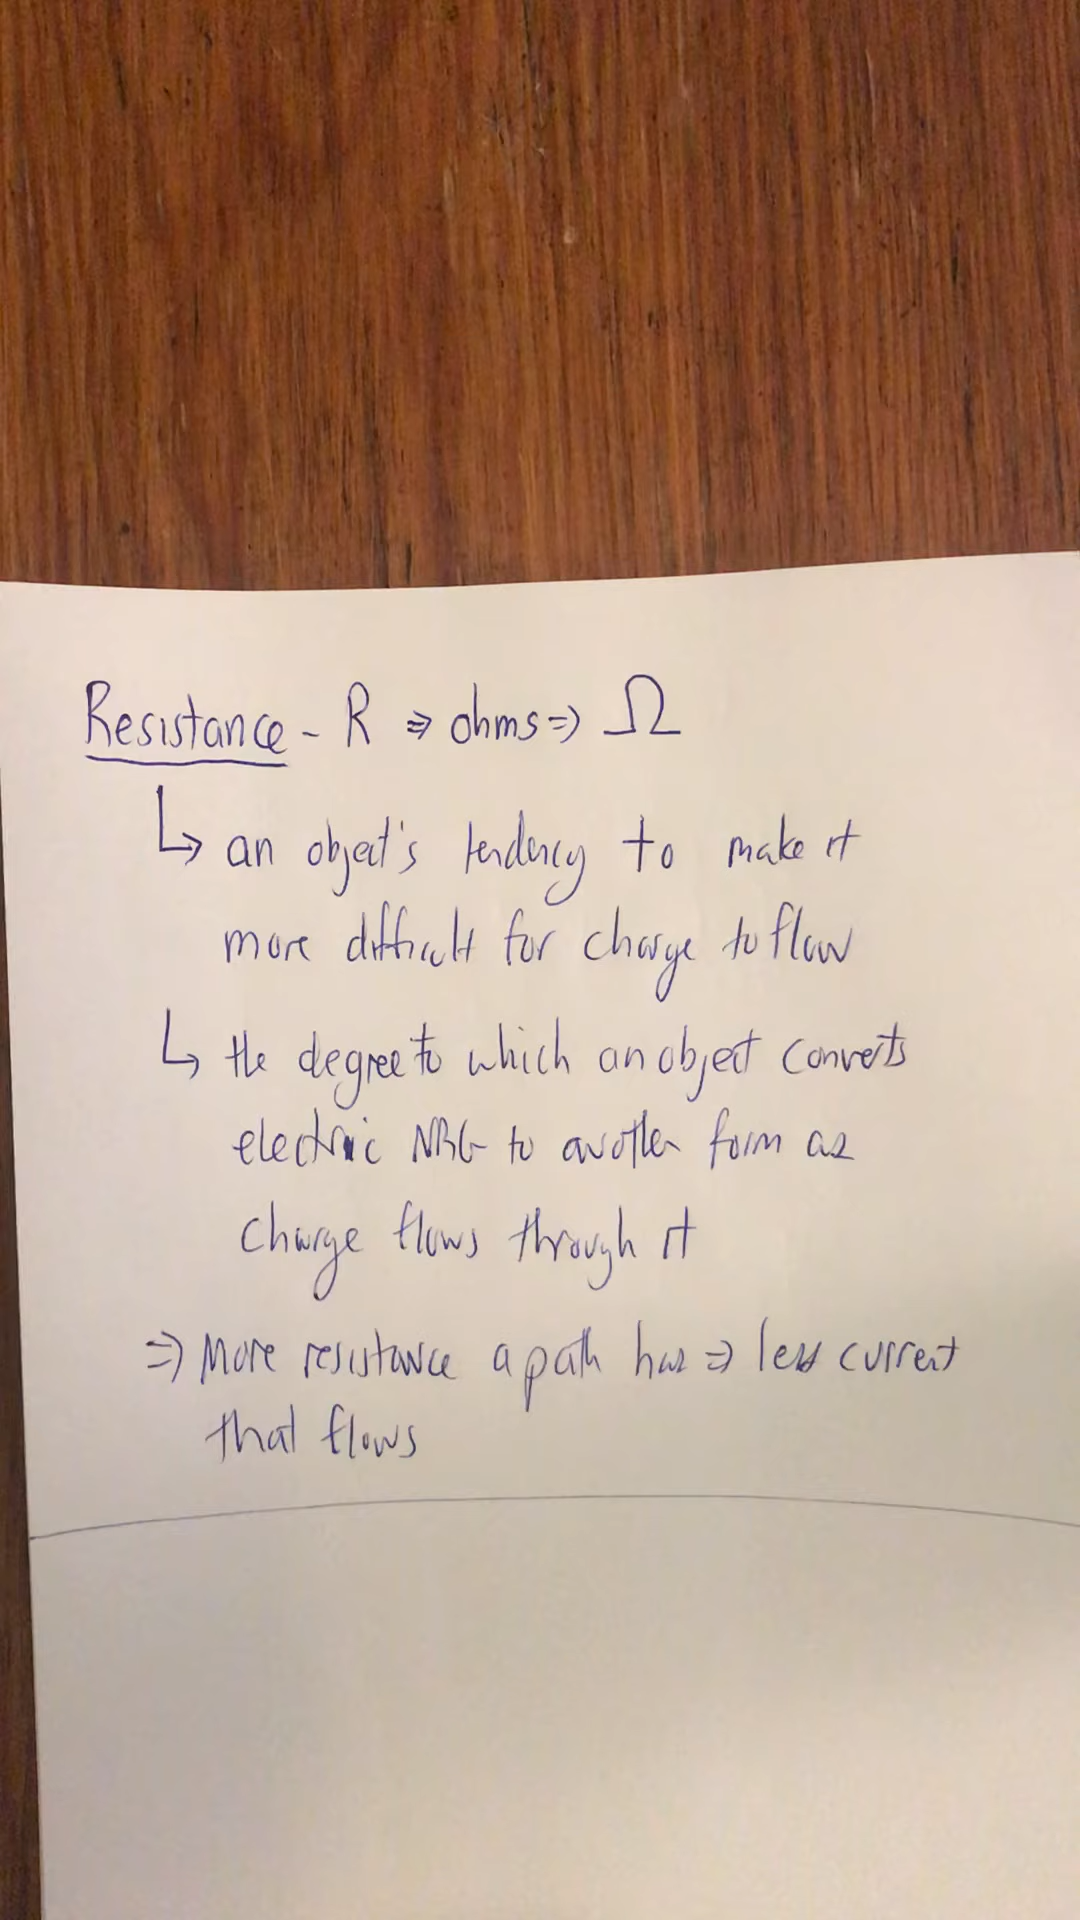 Resistance - R ⇒ ohms ⇒ Ω
↳ an object's tendency to make it
more difficult for charge to flow
↳ the degree to which an object converts
electric NRG to another form as
charge flows through it
⇒ More resistance a path has ⇒ less current
that flows